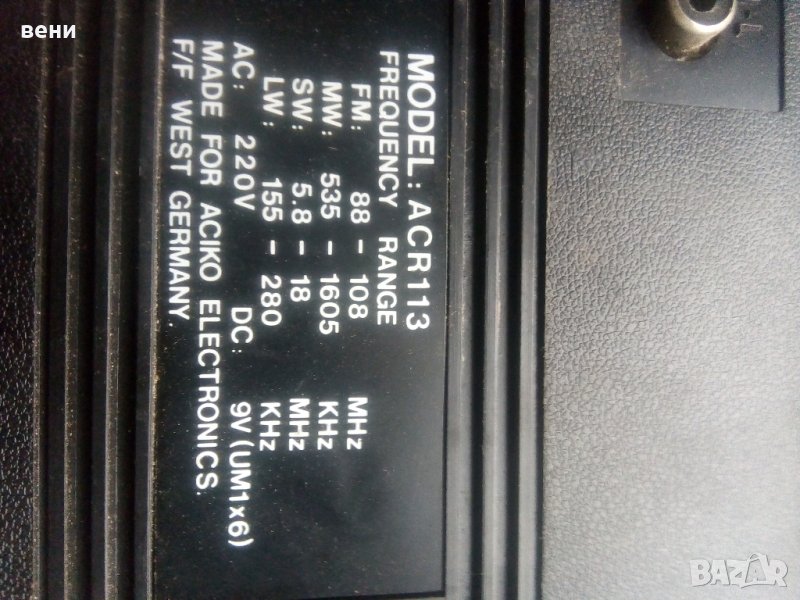 вени
MODEL: ACR113
FREQUENCY RANGE
FM: 88 - 108 MHz
MW: 535 - 1605 KHz
SW: 5.8 - 18 MHz
LW: 155 - 280 KHz
AC: 220V DC: 9V (UM1x6)
MADE FOR ACIKO ELECTRONICS.
F/F WEST GERMANY.
BAZAR